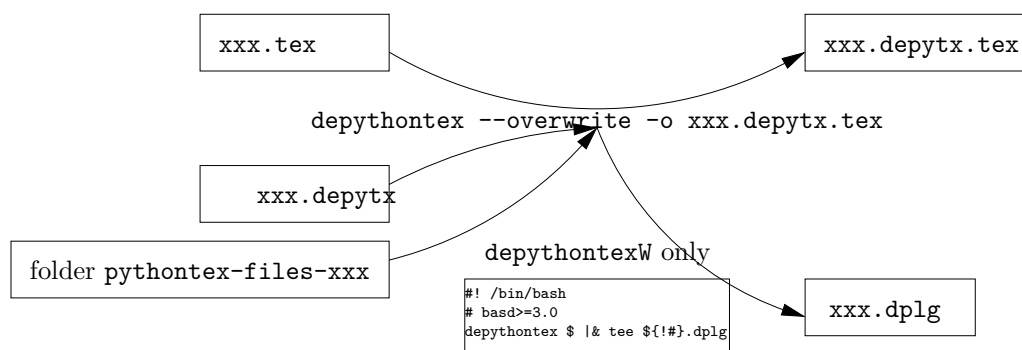 xxx.tex
xxx.depytx.tex
depythontex --overwrite -o xxx.depytx.tex
xxx.depytx
folder pythontex-files-xxx
depythontexW only
#! /bin/bash
# basd>=3.0
depythontex $ |& tee ${!#}.dplg
xxx.dplg